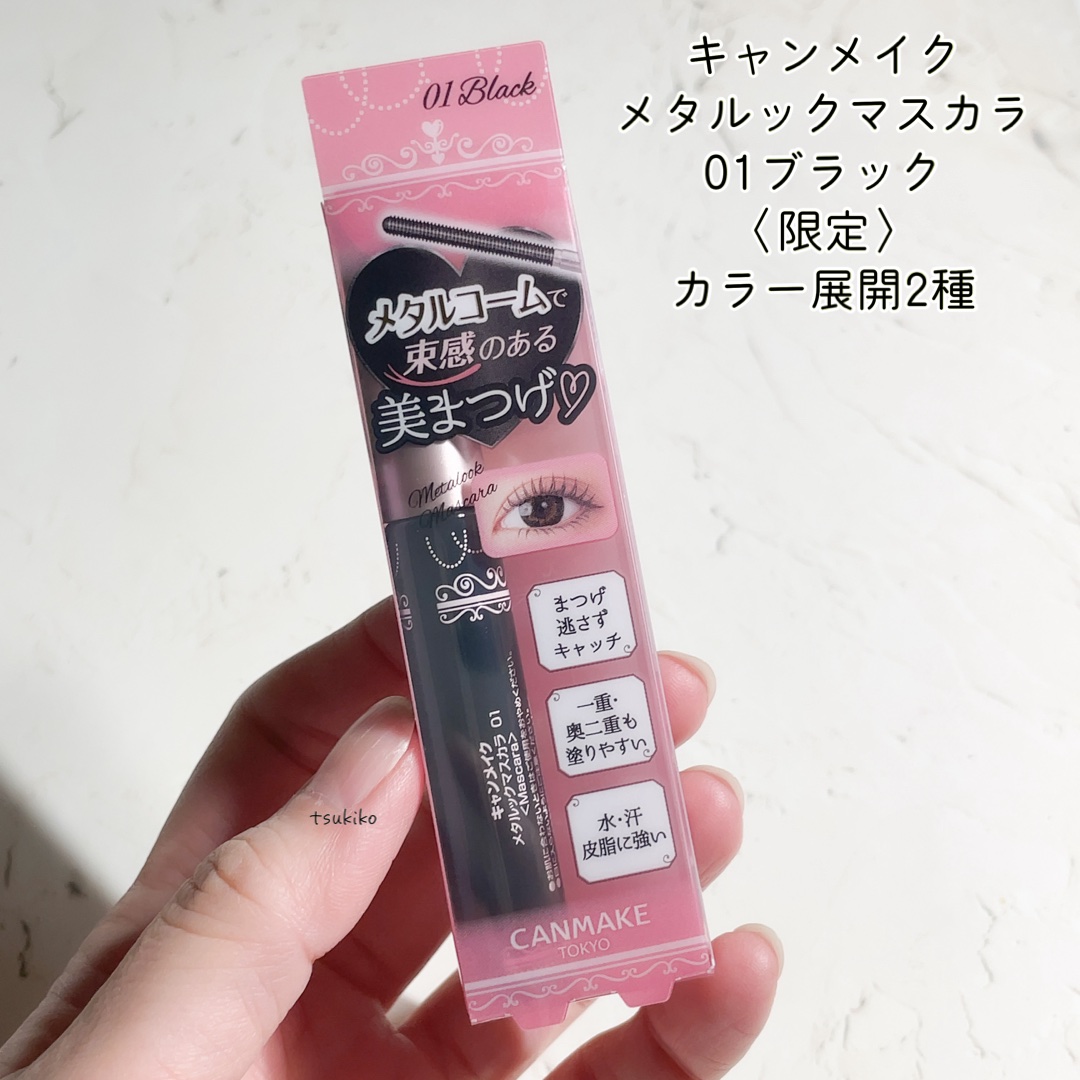 キャンメイク
メタルックマスカラ
01ブラック
〈限定〉
カラー展開2種
01 Black
メタルコームで
束感のある
美まつげ♡
Metalook
Mascara
まつげ
逃さず
キャッチ
一重・
奥二重も
塗りやすい
水・汗
皮脂に強い
キャンメイク
メタルックマスカラ 01
<Mascara>
CANMAKE
TOKYO
tsukiko